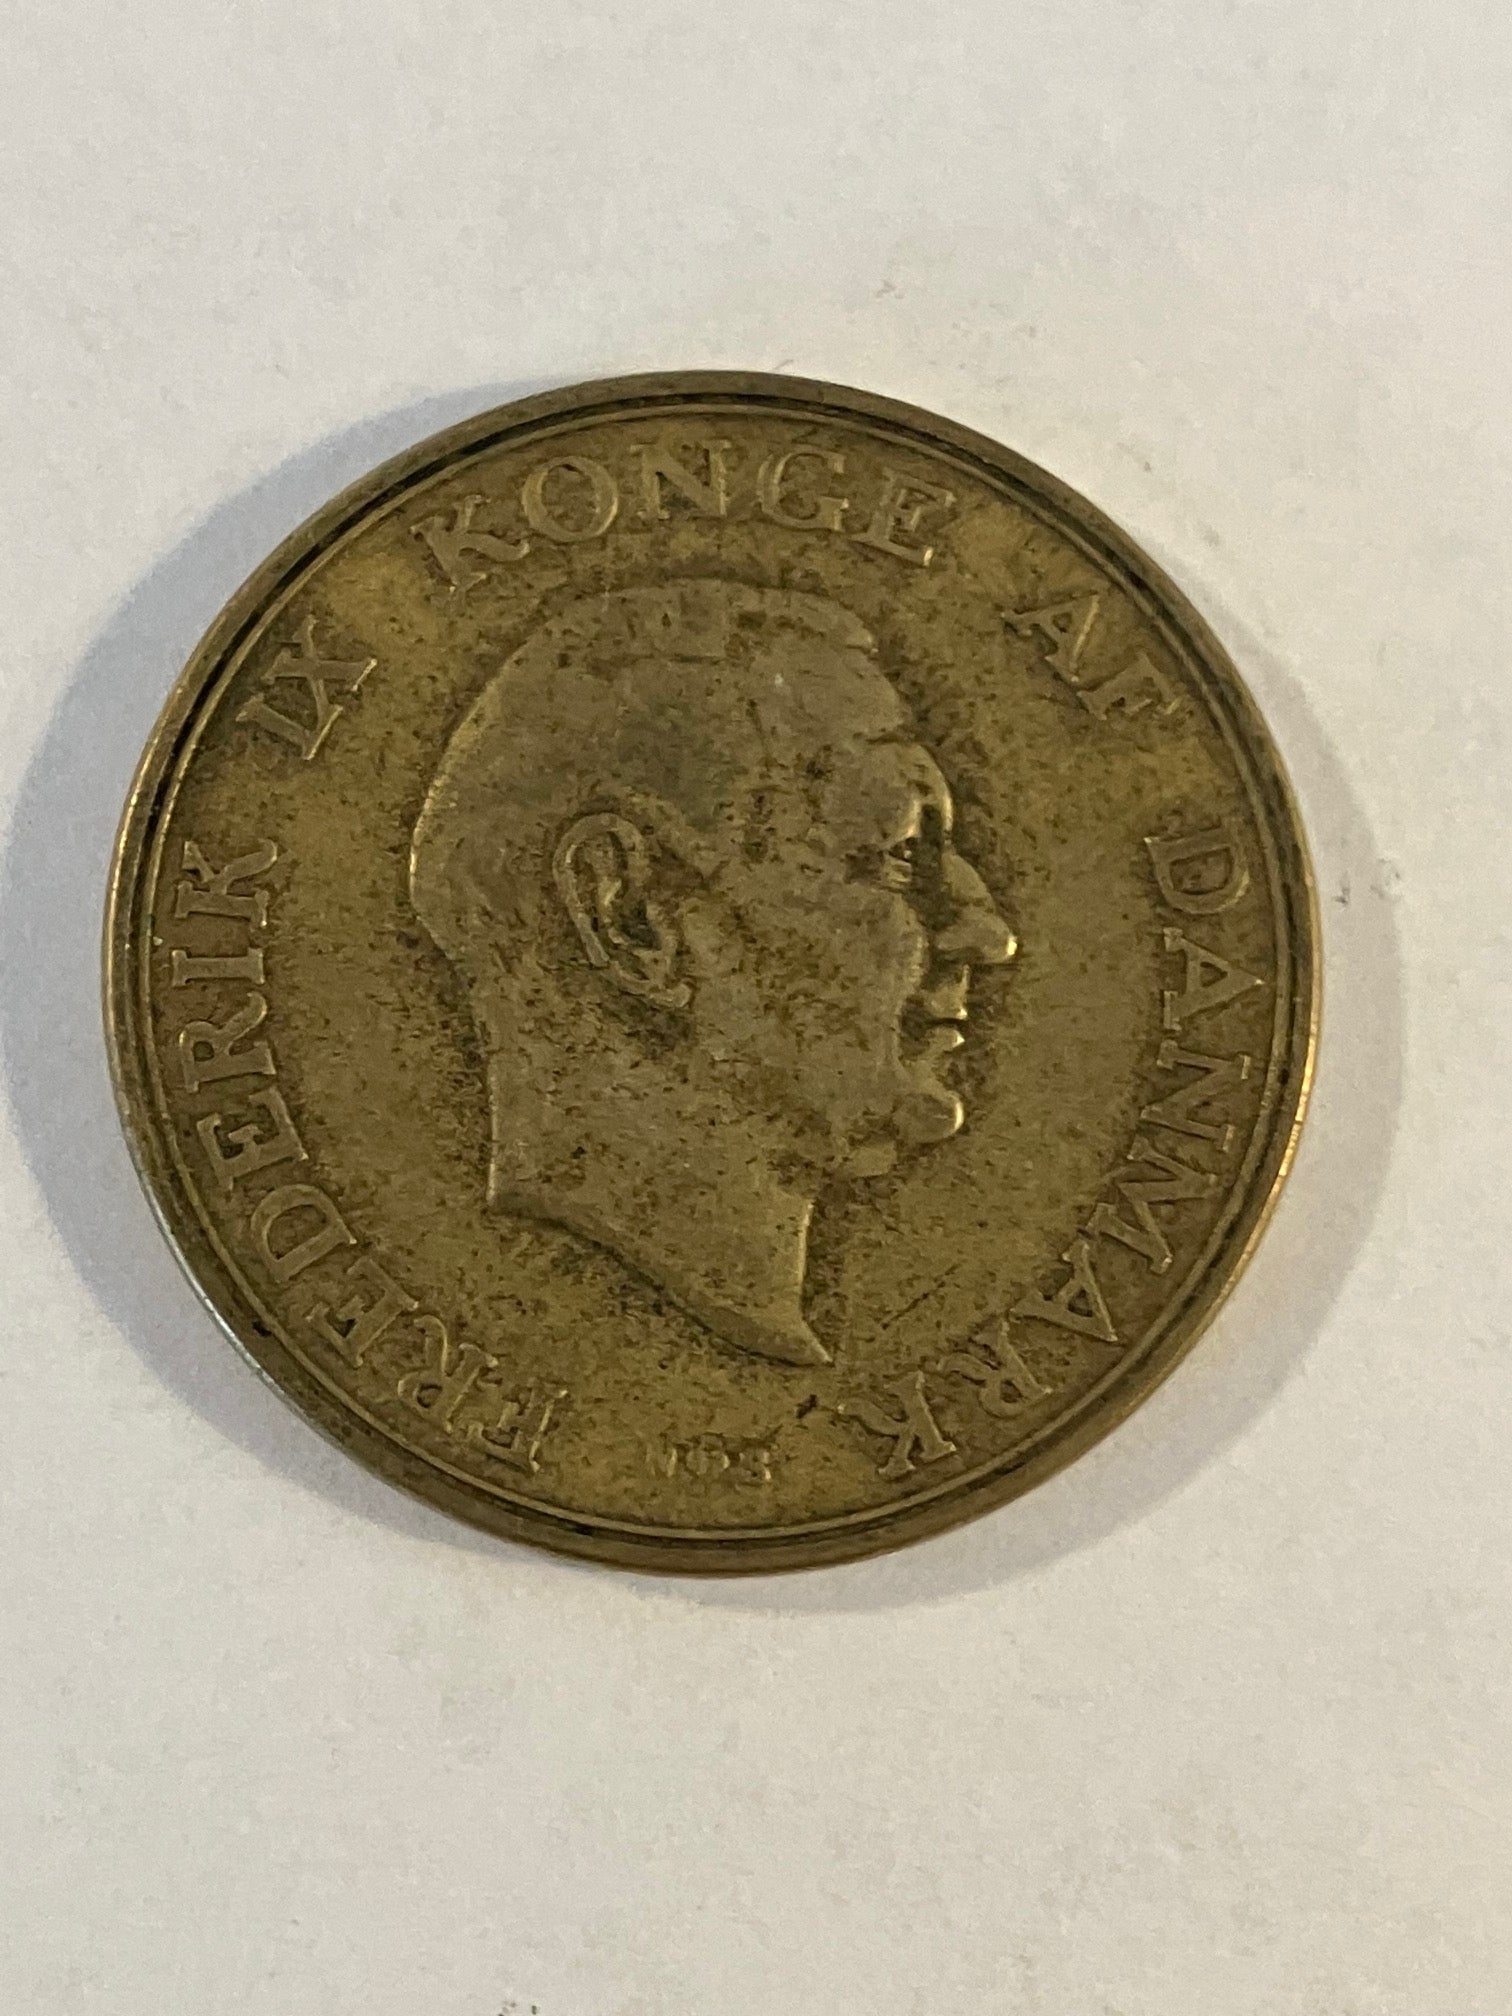 FREDERIK IX KONGE AF DANMARK